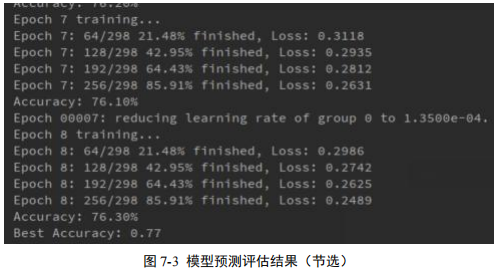 Accuracy: 76.20%
Epoch 7 training...
Epoch 7: 64/298 21.48% finished, Loss: 0.3118
Epoch 7: 128/298 42.95% finished, Loss: 0.2935
Epoch 7: 192/298 64.43% finished, Loss: 0.2812
Epoch 7: 256/298 85.91% finished, Loss: 0.2631
Accuracy: 76.10%
Epoch 00007: reducing learning rate of group 0 to 1.3500e-04.
Epoch 8 training...
Epoch 8: 64/298 21.48% finished, Loss: 0.2986
Epoch 8: 128/298 42.95% finished, Loss: 0.2742
Epoch 8: 192/298 64.43% finished, Loss: 0.2625
Epoch 8: 256/298 85.91% finished, Loss: 0.2489
Accuracy: 76.30%
Best Accuracy: 0.77
图 7-3 模型预测评估结果（节选）